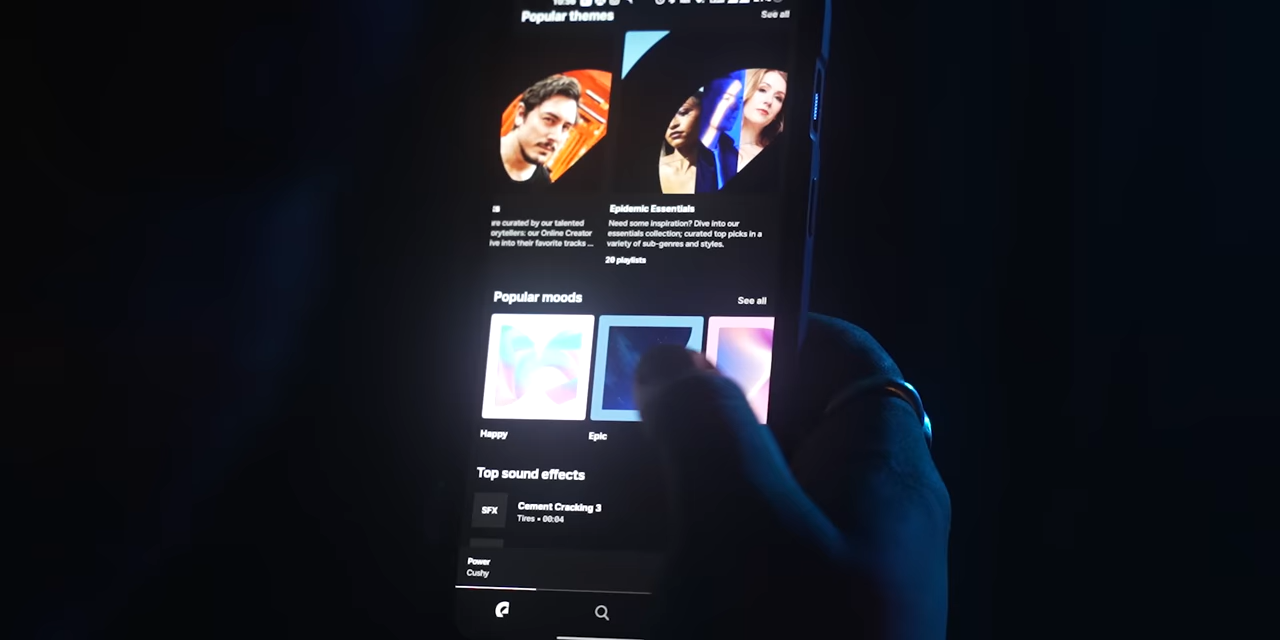 Popular themes
See all
re curated by our talented
orytellers: our Online Creator
ive into their favorite tracks ...
Epidemic Essentials
Need some inspiration? Dive into our
essentials collection; curated top picks in a
variety of sub-genres and styles.
20 playlists
Popular moods
See all
Happy
Epic
Top sound effects
SFX
Cement Cracking 3
Tires • 00:04
Power
Cushy